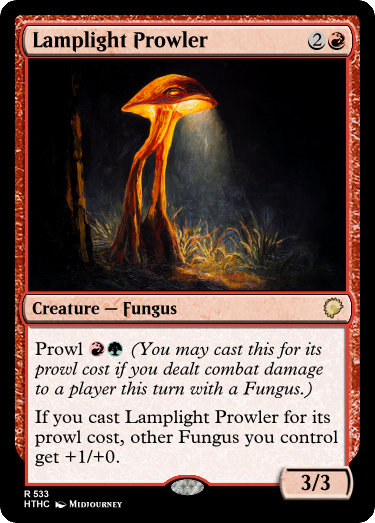 Lamplight Prowler 2
Creature — Fungus
Prowl (You may cast this for its
prowl cost if you dealt combat damage
to a player this turn with a Fungus.)
If you cast Lamplight Prowler for its
prowl cost, other Fungus you control
get +1/+0.
3/3
R 533
HTHC MIDJOURNEY